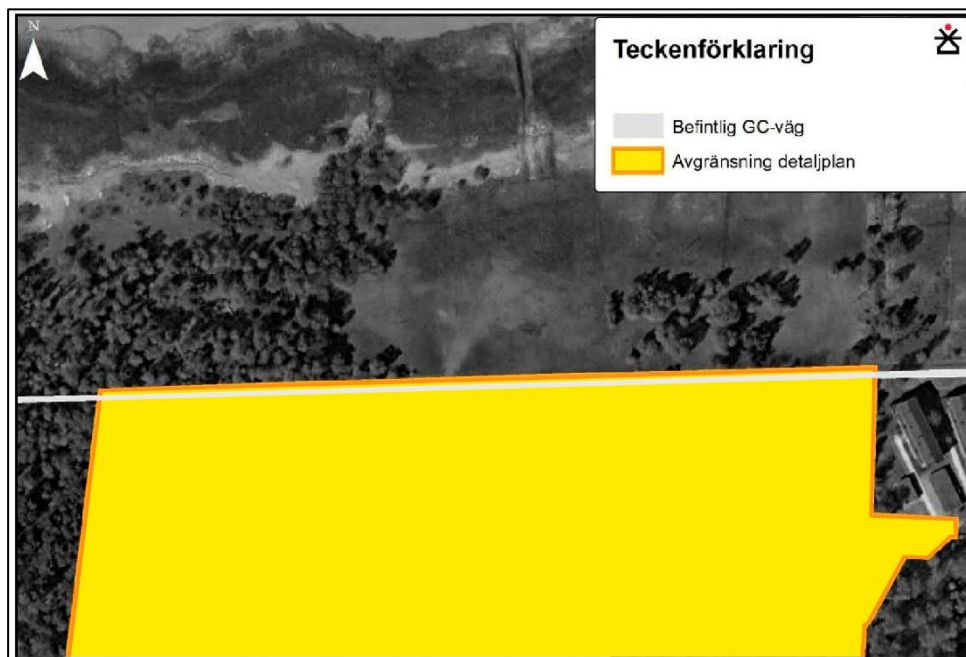 N
Teckenförklaring
Befintlig GC-väg
Avgränsning detaljplan